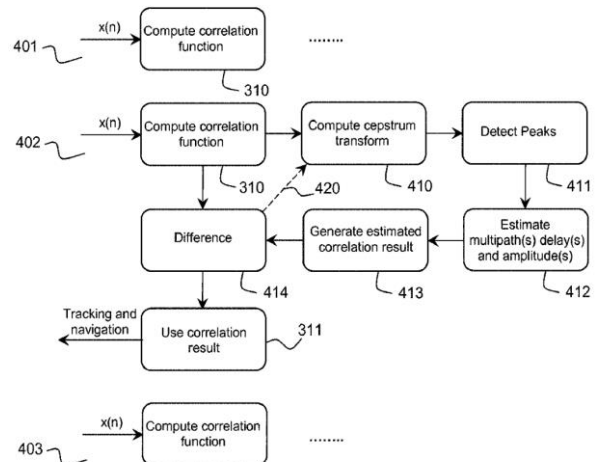 x(n)
Compute correlation
function
........
401
310
x(n)
Compute correlation
function
Compute cepstrum
transform
Detect Peaks
402
310
420
410
411
Difference
Generate estimated
correlation result
Estimate
multipath(s) delay(s)
and amplitude(s)
414
413
412
Tracking and
navigation
Use correlation
result
311
x(n)
Compute correlation
function
........
403